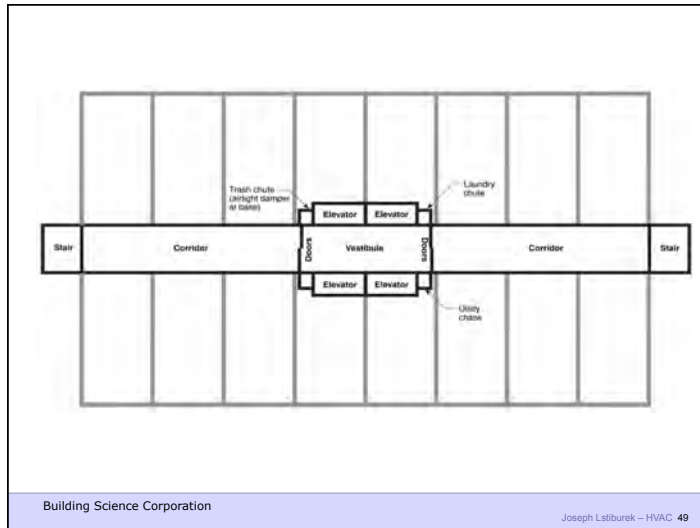 Trash chute
(airtight damper
at base)
Laundry
chute
Elevator
Elevator
Stair
Corridor
Doors
Vestibule
Doors
Corridor
Stair
Elevator
Elevator
Utility
chase
Building Science Corporation
Joseph Lstiburek – HVAC 49